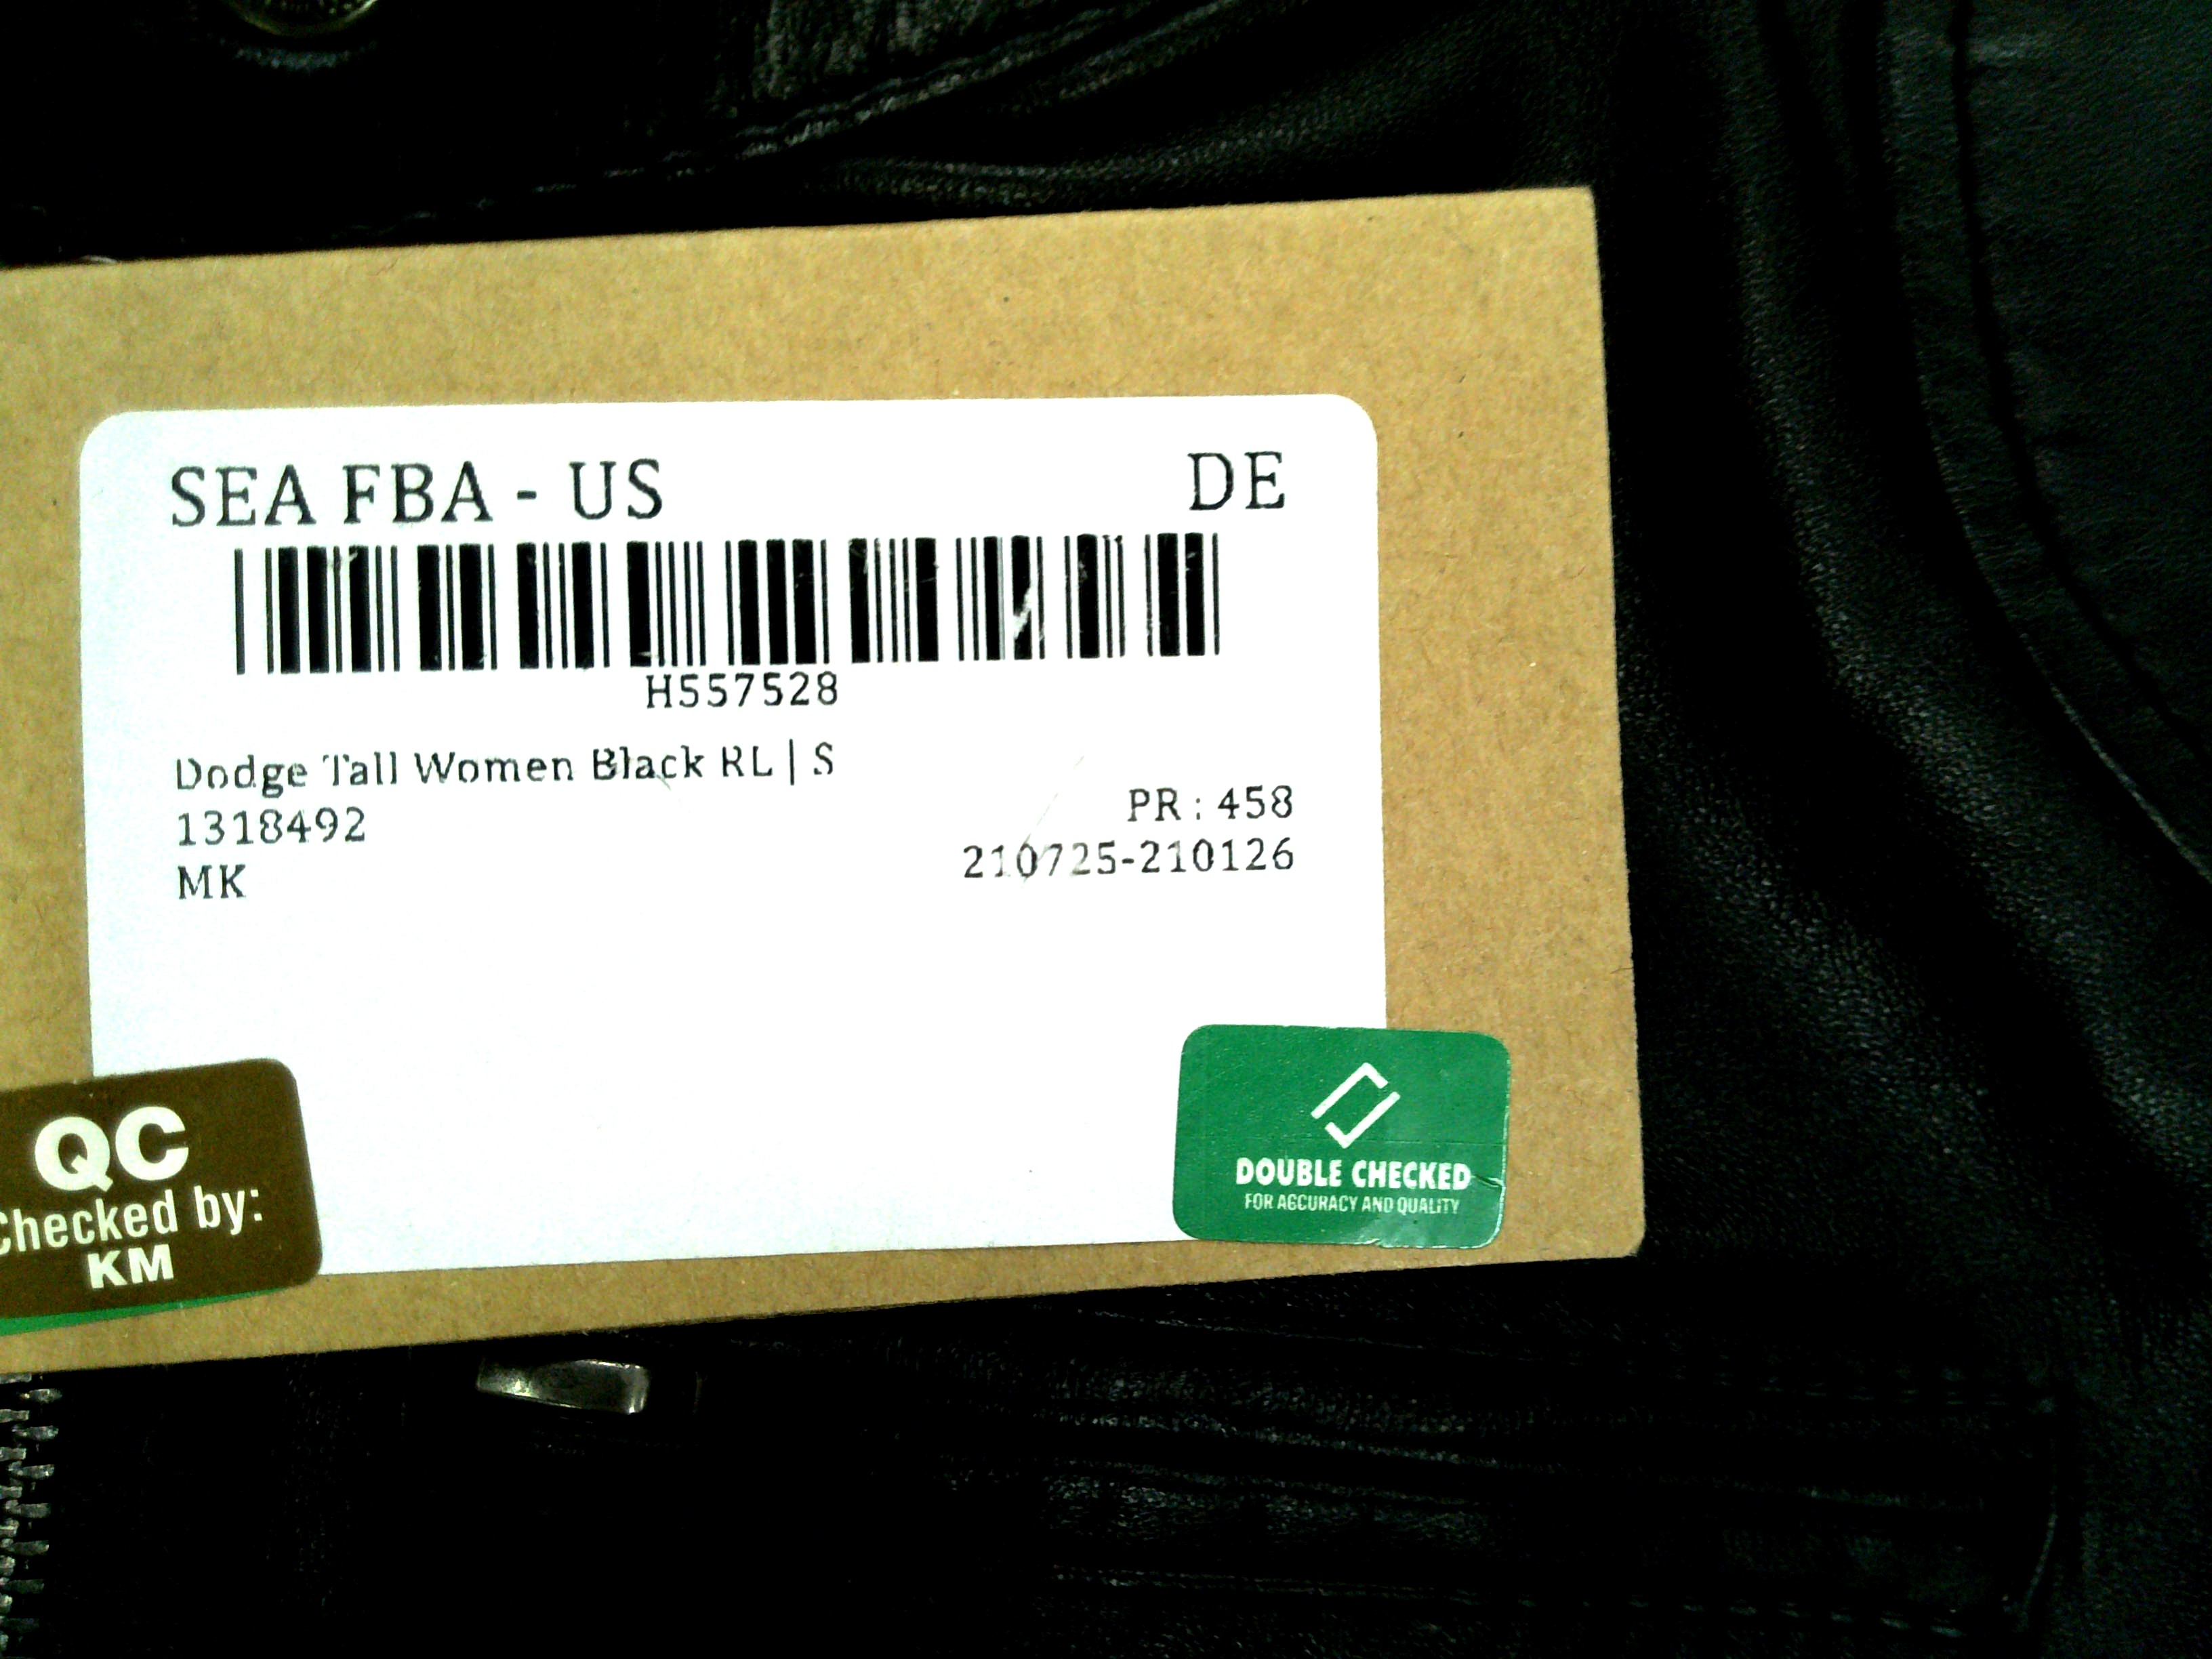 SEA FBA - US DE
H557528
Dodge Tall Women Black RL | S
1318492 PR : 458
MK 210725-210126
QC
Checked by:
KM
DOUBLE CHECKED
FOR ACCURACY AND QUALITY